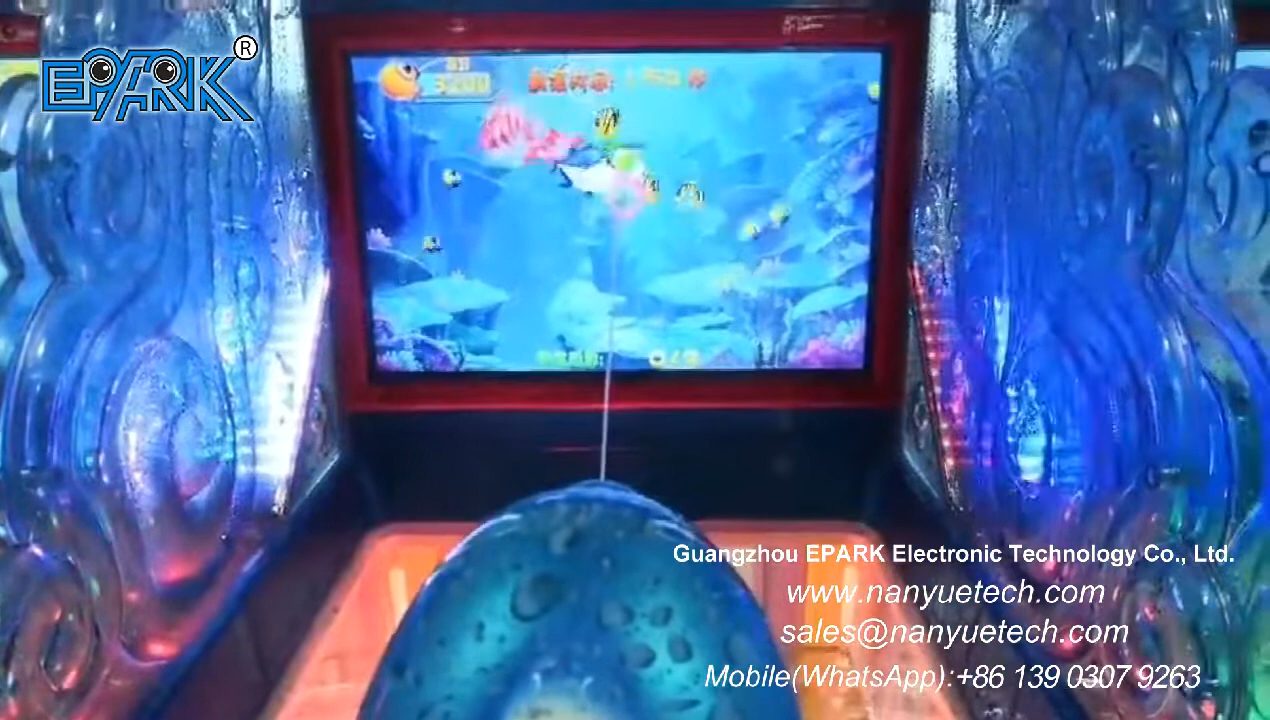 EPARK®
3200
Guangzhou EPARK Electronic Technology Co., Ltd.
www.nanyuetech.com
sales@nanyuetech.com
Mobile(WhatsApp):+86 139 0307 9263